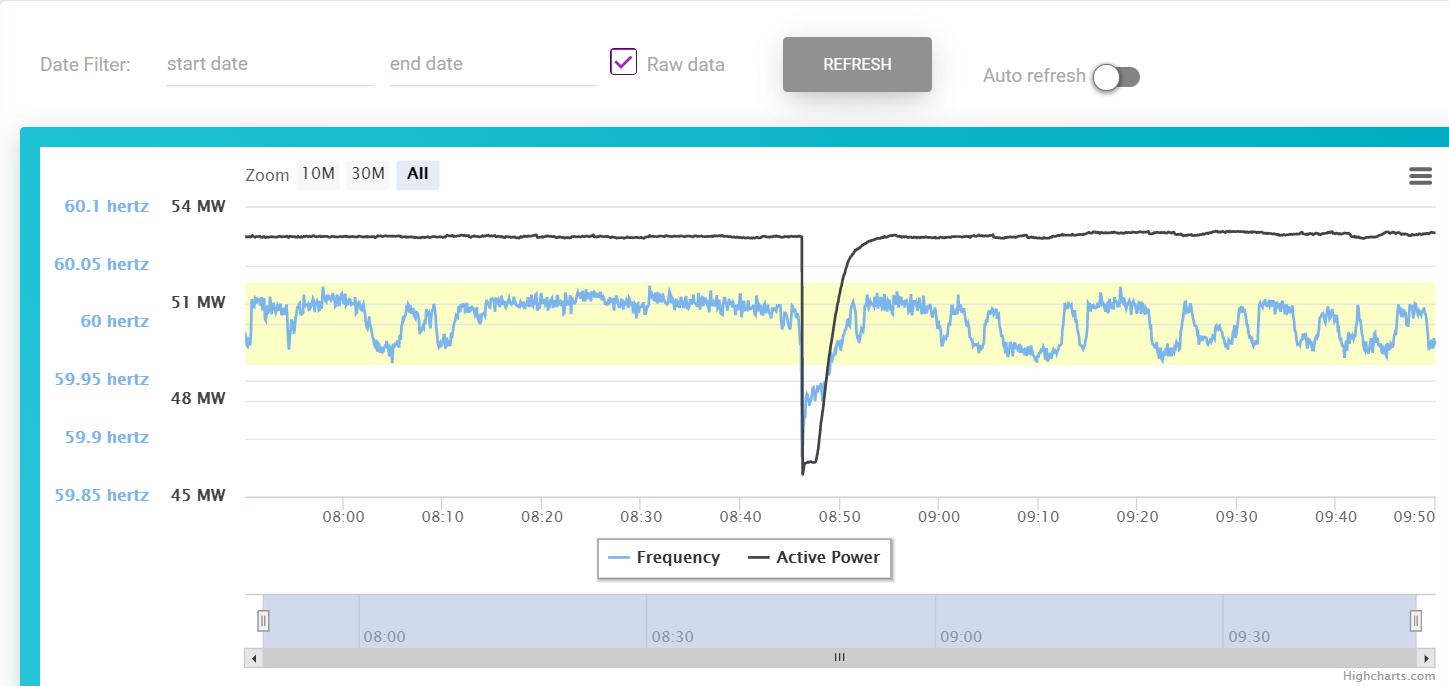 Date Filter: start date end date Raw data REFRESH Auto refresh
Zoom 10M 30M All
60.1 hertz 54 MW
60.05 hertz
51 MW
60 hertz
59.95 hertz
48 MW
59.9 hertz
59.85 hertz 45 MW
08:00 08:10 08:20 08:30 08:40 08:50 09:00 09:10 09:20 09:30 09:40 09:50
Frequency Active Power
08:00 08:30 09:00 09:30
Highcharts.com